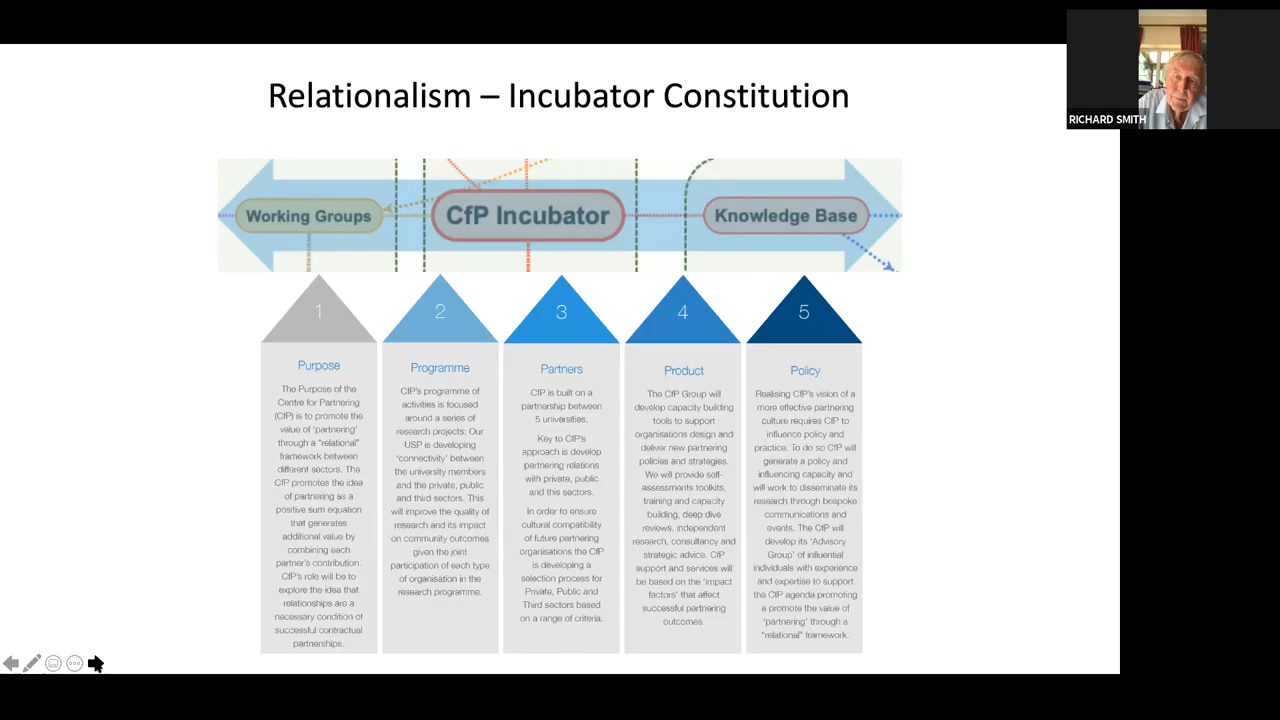 RICHARD SMITH
Relationalism – Incubator Constitution
Working Groups
CfP Incubator
Knowledge Base
1
Purpose
The Purpose of the
Centre for Partnering
(CfP) is to promote the
value of ‘partnering’
through a “relational”
framework between
different sectors. The
CfP promotes the idea
of partnering as a
positive sum equation
that generates
additional value by
combining each
partner’s contribution.
CfP’s role will be to
explore the idea that
relationships are a
necessary condition of
successful contractual
partnerships.
2
Programme
CfP’s programme of
activities is focused
around a series of
research projects: Our
USP is developing
‘connectivity’ between
the university members
and the private, public
and third sectors. This
will improve the quality of
research and its impact
on community outcomes
given the joint
participation of each type
of organisation in the
research programme.
3
Partners
CfP is built on a
partnership between
5 universities.
Key to CfP’s
approach is develop
partnering relations
with private, public
and this sectors.
In order to ensure
cultural compatibility
of future partnering
organisations the CfP
is developing a
selection process for
Private, Public and
Third sectors based
on a range of criteria.
4
Product
The CfP Group will
develop capacity building
tools to support
organisations design and
deliver new partnering
policies and strategies.
We will provide self-
assessments toolkits,
training and capacity
building, deep dive
reviews, independent
research, consultancy and
strategic advice. CfP
support and services will
be based on the ‘impact
factors’ that affect
successful partnering
outcomes.
5
Policy
Realising CfP’s vision of a
more effective partnering
culture requires CfP to
influence policy and
practice. To do so CfP will
generate a policy and
influencing capacity and
will work to disseminate its
research through bespoke
communications and
events. The CfP will
develop its ‘Advisory
Group’ of influential
individuals with experience
and expertise to support
the CfP agenda promoting
a promote the value of
‘partnering’ through a
“relational” framework.